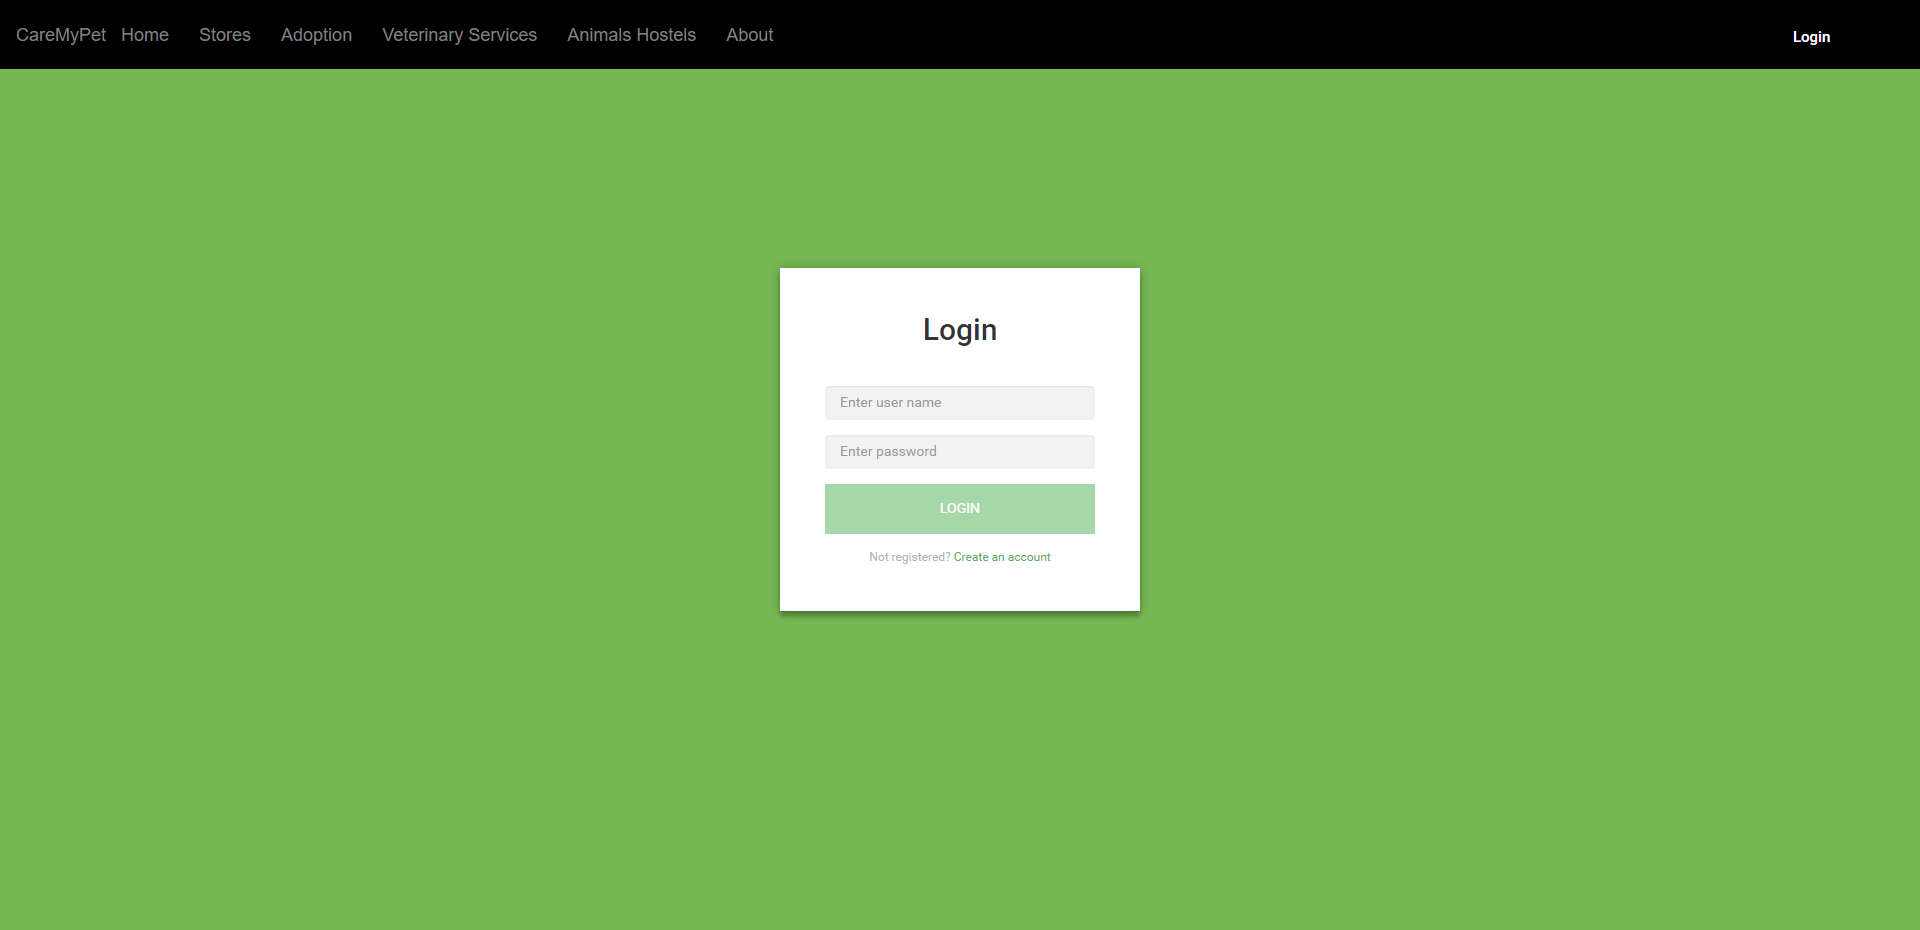 CareMyPet Home Stores Adoption Veterinary Services Animals Hostels About Login
Login
Enter user name
Enter password
LOGIN
Not registered? Create an account